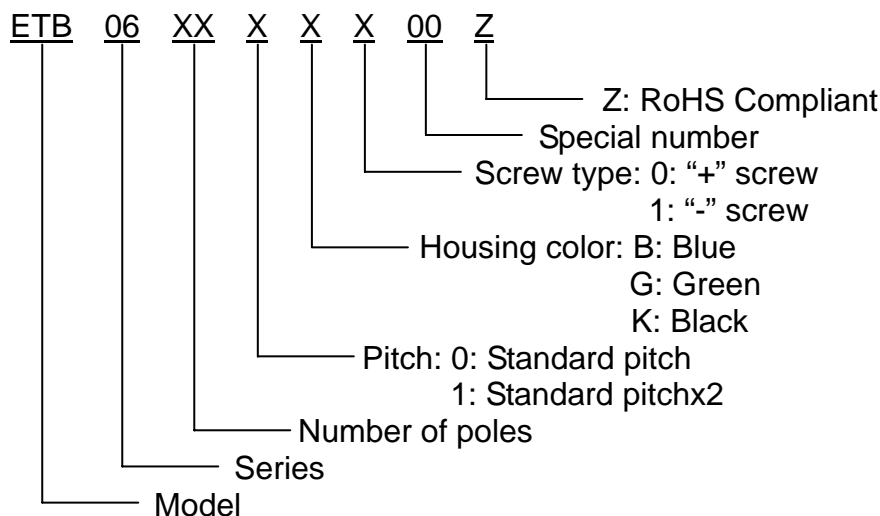 ETB 06 XX X X X 00 Z
Z: RoHS Compliant
Special number
Screw type: 0: “+” screw
1: “-” screw
Housing color: B: Blue
G: Green
K: Black
Pitch: 0: Standard pitch
1: Standard pitchx2
Number of poles
Series
Model